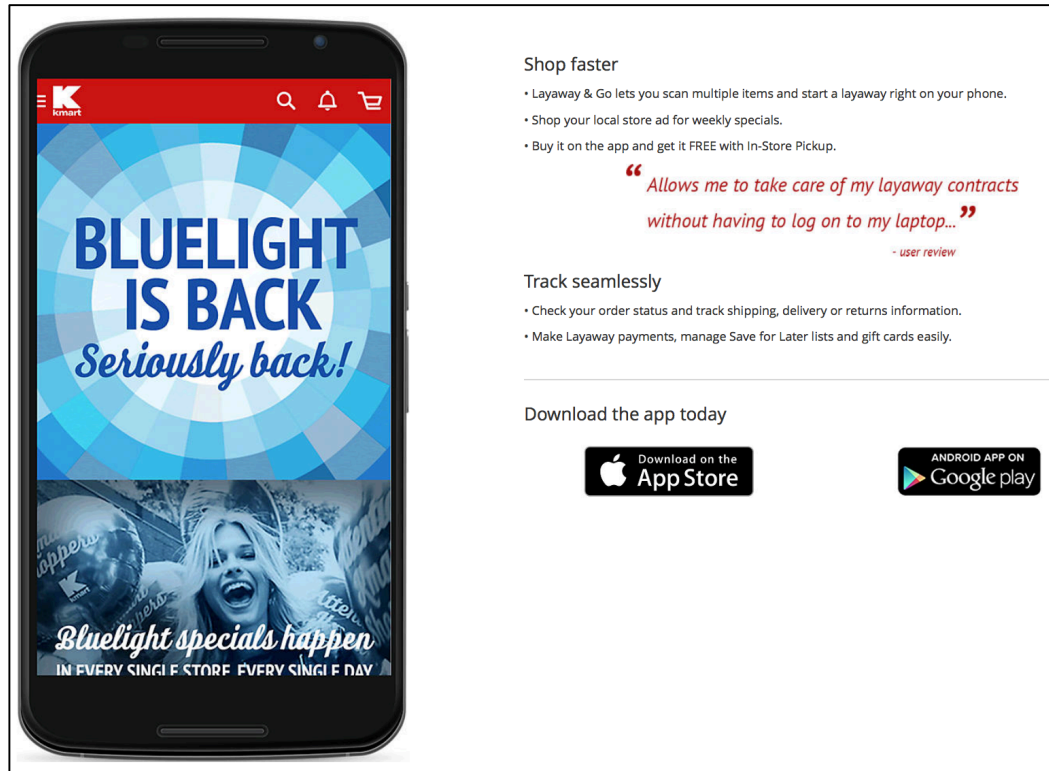 kmart
BLUELIGHT
IS BACK
Seriously back!
Bluelight specials happen
IN EVERY SINGLE STORE, EVERY SINGLE DAY
Shop faster
• Layaway & Go lets you scan multiple items and start a layaway right on your phone.
• Shop your local store ad for weekly specials.
• Buy it on the app and get it FREE with In-Store Pickup.
“ Allows me to take care of my layaway contracts
without having to log on to my laptop... ”
- user review
Track seamlessly
• Check your order status and track shipping, delivery or returns information.
• Make Layaway payments, manage Save for Later lists and gift cards easily.
Download the app today
Download on the
App Store
ANDROID APP ON
Google play